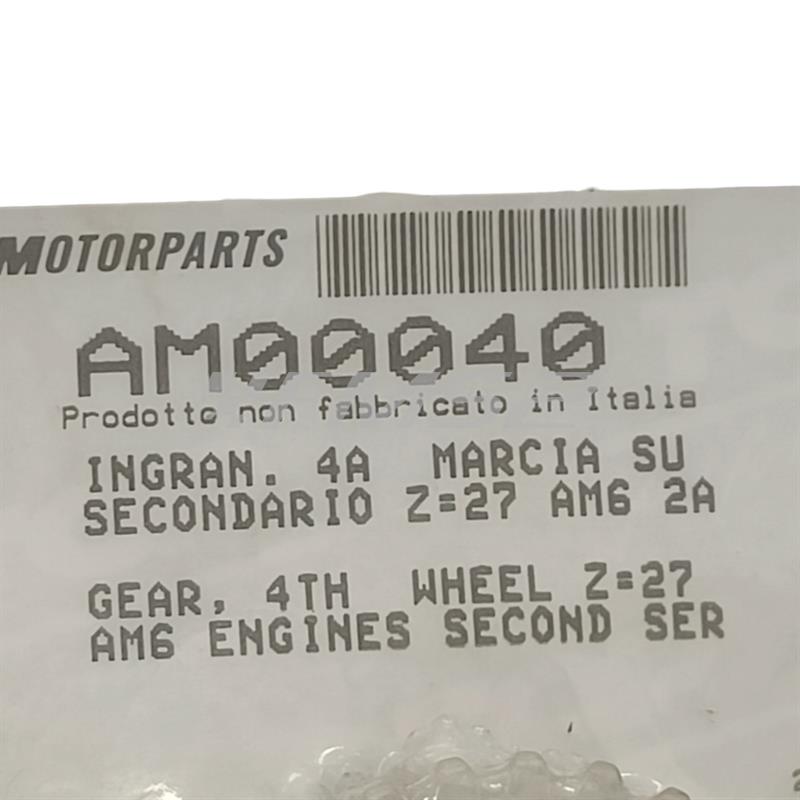 MOTORPARTS
AM00040
Prodotto non fabbricato in Italia
INGRAN. 4A MARCIA SU
SECONDARIO Z=27 AM6 2A
GEAR, 4TH WHEEL Z=27
AM6 ENGINES SECOND SER